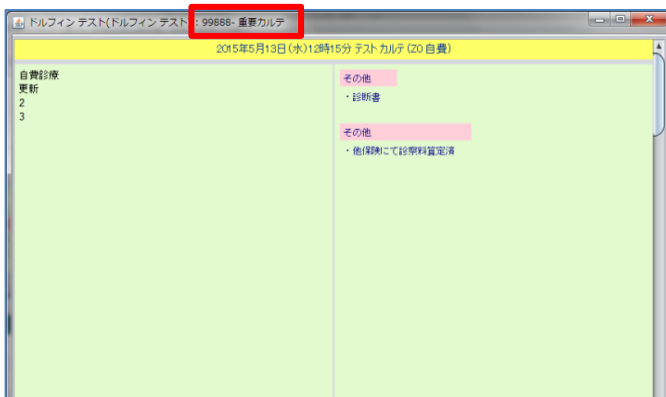 ドルフィン テスト(ドルフィン テスト) : 99888- 重要カルテ
2015年5月13日(水)12時15分 テスト カルテ (Z0 自費)
自費診療
更新
2
3
その他
・診断書
その他
・他保険にて診察料算定済